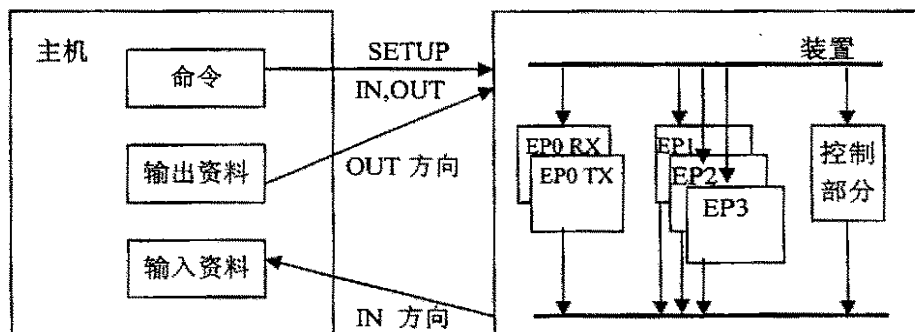 主机
命令
输出资料
输入资料
SETUP
IN,OUT
OUT 方向
IN 方向
装置
EP0 RX
EP0 TX
EP1
EP2
EP3
控制
部分